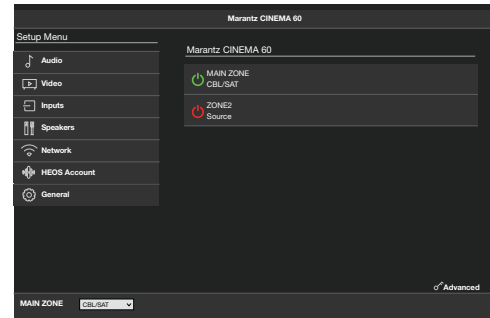 Marantz CINEMA 60
Setup Menu
Audio
Video
Inputs
Speakers
Network
HEOS Account
General
Marantz CINEMA 60
MAIN ZONE
CBL/SAT
ZONE2
Source
Advanced
MAIN ZONE CBL/SAT